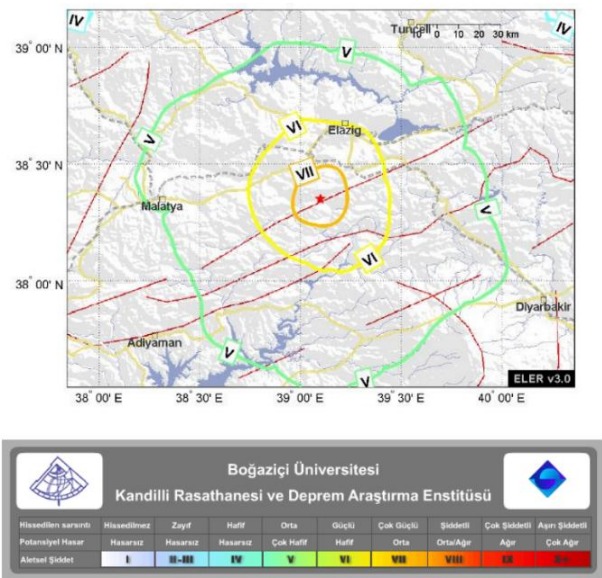 IV
Tunceli
10 0 10 20 30 km
IV
39° 00' N
V
V
VI
Elazig
38° 30' N
VII
Malatya
V
VI
38° 00' N
Diyarbakir
Adiyaman
V
V
ELER v3.0
38° 00' E 38° 30' E 39° 00' E 39° 30' E 40° 00' E
Boğaziçi Üniversitesi
Kandilli Rasathanesi ve Deprem Araştırma Enstitüsü
Hissedilen sarsıntı Hissedilmez Zayıf Hafif Orta Güçlü Çok Güçlü Şiddetli Çok Şiddetli Aşırı Şiddetli
Potansiyel Hasar Hasarsız Hasarsız Hasarsız Çok Hafif Hafif Orta Orta/Ağır Ağır Çok Ağır
Aletsel Şiddet I II-III IV V VI VII VIII IX